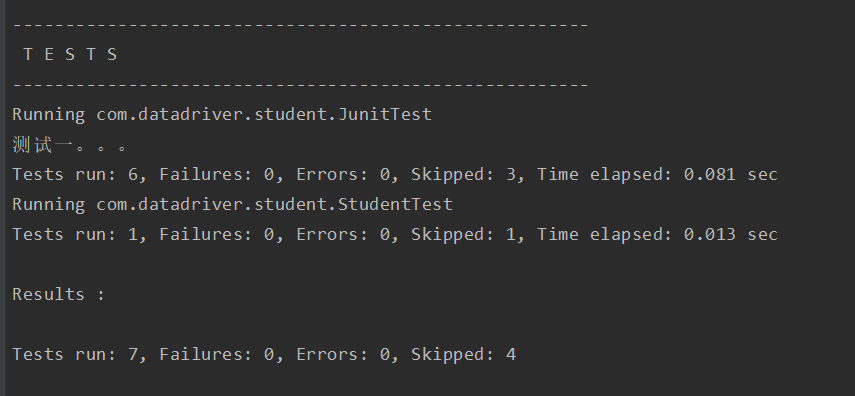 -------------------------------------------------------
T E S T S
-------------------------------------------------------
Running com.datadriver.student.JunitTest
测试一。。。
Tests run: 6, Failures: 0, Errors: 0, Skipped: 3, Time elapsed: 0.081 sec
Running com.datadriver.student.StudentTest
Tests run: 1, Failures: 0, Errors: 0, Skipped: 1, Time elapsed: 0.013 sec
Results :
Tests run: 7, Failures: 0, Errors: 0, Skipped: 4